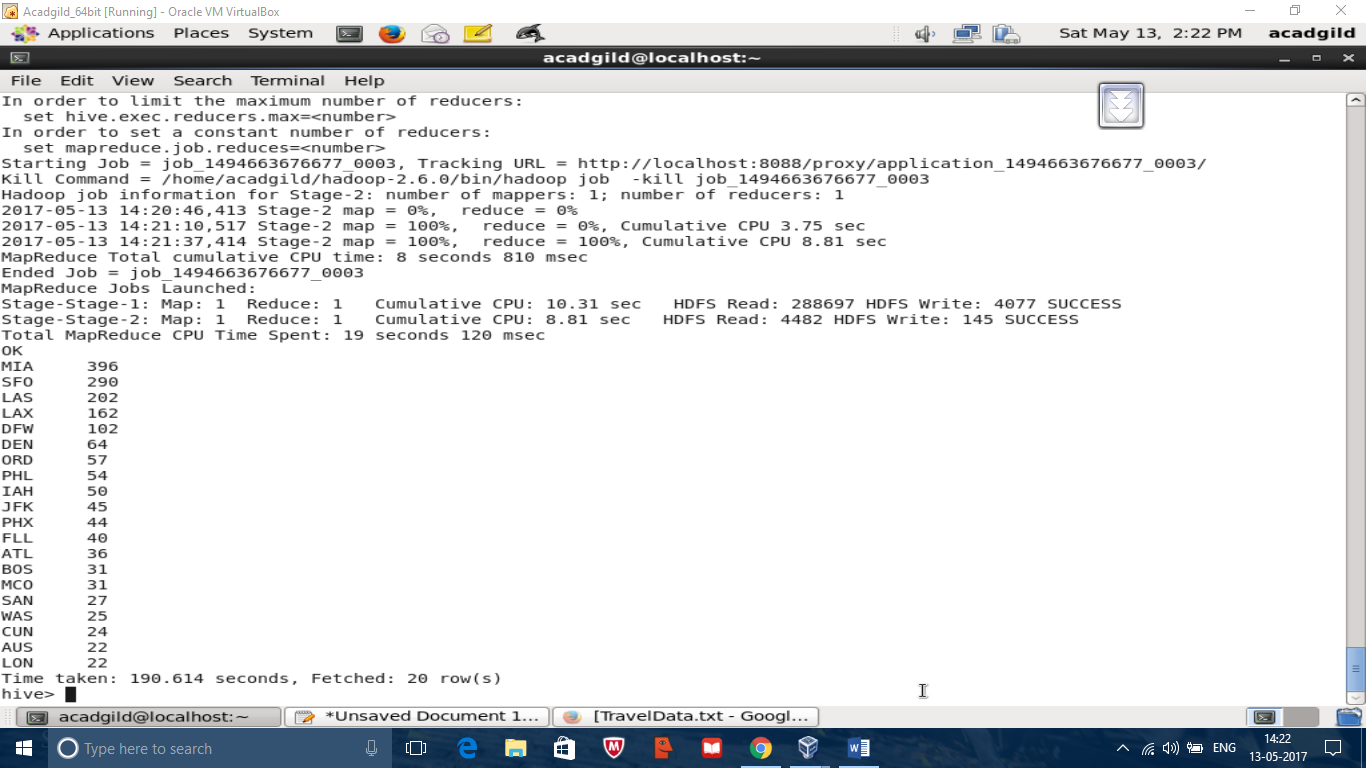 Acadgild_64bit [Running] - Oracle VM VirtualBox
Applications Places System Sat May 13, 2:22 PM acadgild
acadgild@localhost:~
File Edit View Search Terminal Help
In order to limit the maximum number of reducers:
  set hive.exec.reducers.max=<number>
In order to set a constant number of reducers:
  set mapreduce.job.reduces=<number>
Starting Job = job_1494663676677_0003, Tracking URL = http://localhost:8088/proxy/application_1494663676677_0003/
Kill Command = /home/acadgild/hadoop-2.6.0/bin/hadoop job  -kill job_1494663676677_0003
Hadoop job information for Stage-2: number of mappers: 1; number of reducers: 1
2017-05-13 14:20:46,413 Stage-2 map = 0%,  reduce = 0%
2017-05-13 14:21:10,517 Stage-2 map = 100%,  reduce = 0%, Cumulative CPU 3.75 sec
2017-05-13 14:21:37,414 Stage-2 map = 100%,  reduce = 100%, Cumulative CPU 8.81 sec
MapReduce Total cumulative CPU time: 8 seconds 810 msec
Ended Job = job_1494663676677_0003
MapReduce Jobs Launched:
Stage-Stage-1: Map: 1  Reduce: 1   Cumulative CPU: 10.31 sec   HDFS Read: 288697 HDFS Write: 4077 SUCCESS
Stage-Stage-2: Map: 1  Reduce: 1   Cumulative CPU: 8.81 sec   HDFS Read: 4482 HDFS Write: 145 SUCCESS
Total MapReduce CPU Time Spent: 19 seconds 120 msec
OK
MIA     396
SFO     290
LAS     202
LAX     162
DFW     102
DEN     64
ORD     57
PHL     54
IAH     50
JFK     45
PHX     44
FLL     40
ATL     36
BOS     31
MCO     31
SAN     27
WAS     25
CUN     24
AUS     22
LON     22
Time taken: 190.614 seconds, Fetched: 20 row(s)
hive>
acadgild@localhost:~ *Unsaved Document 1... [TravelData.txt - Googl...
Type here to search ENG 14:22
13-05-2017